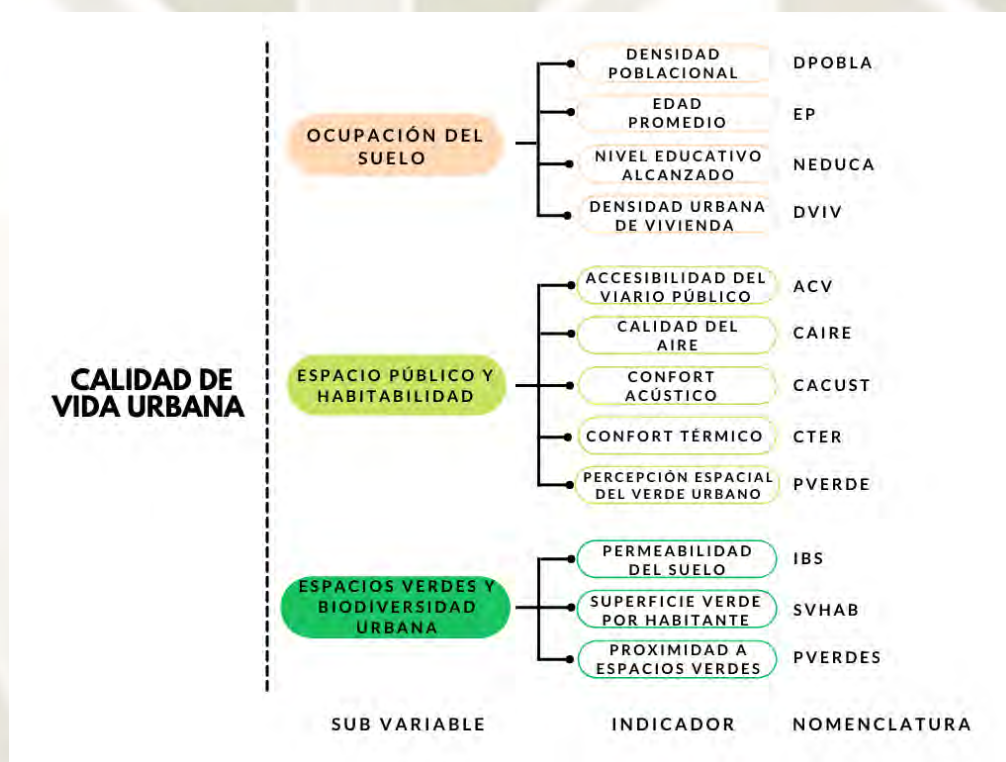 CALIDAD DE
VIDA URBANA
OCUPACIÓN DEL
SUELO
DENSIDAD
POBLACIONAL
DPOBLA
EDAD
PROMEDIO
EP
NIVEL EDUCATIVO
ALCANZADO
NEDUCA
DENSIDAD URBANA
DE VIVIENDA
DVIV
ESPACIO PÚBLICO Y
HABITABILIDAD
ACCESIBILIDAD DEL
VIARIO PÚBLICO
ACV
CALIDAD DEL
AIRE
CAIRE
CONFORT
ACÚSTICO
CACUST
CONFORT TÉRMICO
CTER
PERCEPCIÓN ESPACIAL
DEL VERDE URBANO
PVERDE
ESPACIOS VERDES Y
BIODIVERSIDAD
URBANA
PERMEABILIDAD
DEL SUELO
IBS
SUPERFICIE VERDE
POR HABITANTE
SVHAB
PROXIMIDAD A
ESPACIOS VERDES
PVERDES
SUB VARIABLE
INDICADOR
NOMENCLATURA